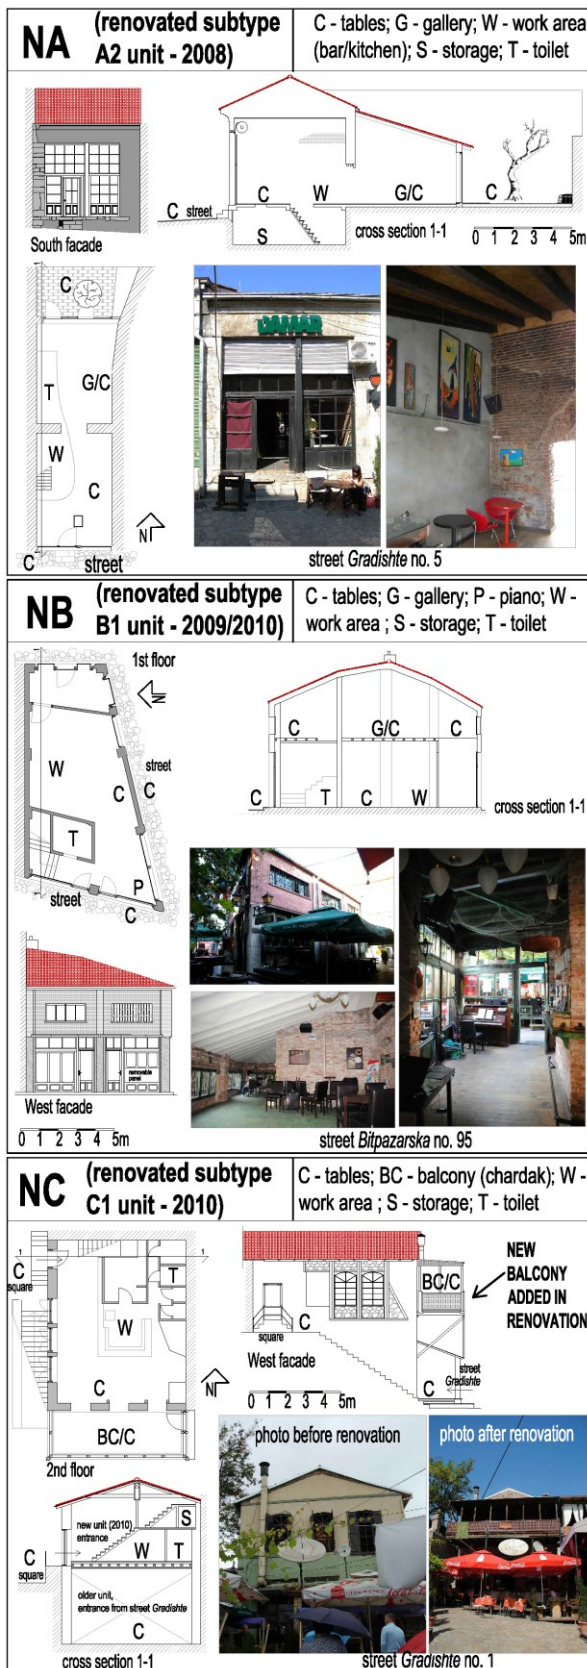 NA
(renovated subtype
A2 unit - 2008)
C - tables; G - gallery; W - work area
(bar/kitchen); S - storage; T - toilet
South facade
C street
C
W
G/C
C
S
cross section 1-1
0 1 2 3 4 5m
C
T
G/C
W
C
C
street
N
DAMAR
street Gradishte no. 5
NB
(renovated subtype
B1 unit - 2009/2010)
C - tables; G - gallery; P - piano; W -
work area ; S - storage; T - toilet
1st floor
N
W
C
street
C
T
P
street
C
C
G/C
C
C
T
C
W
cross section 1-1
removable
panel
West facade
0 1 2 3 4 5m
street Bitpazarska no. 95
NC
(renovated subtype
C1 unit - 2010)
C - tables; BC - balcony (chardak); W -
work area ; S - storage; T - toilet
1
1
C
square
T
W
C
BC/C
2nd floor
N
BC/C
NEW
BALCONY
ADDED IN
RENOVATION
C
square
West facade
street
Gradishte
C
0 1 2 3 4 5m
photo before renovation
photo after renovation
new unit (2010)
entrance
S
W
T
C
square
older unit,
entrance from street Gradishte
C
cross section 1-1
street Gradishte no. 1